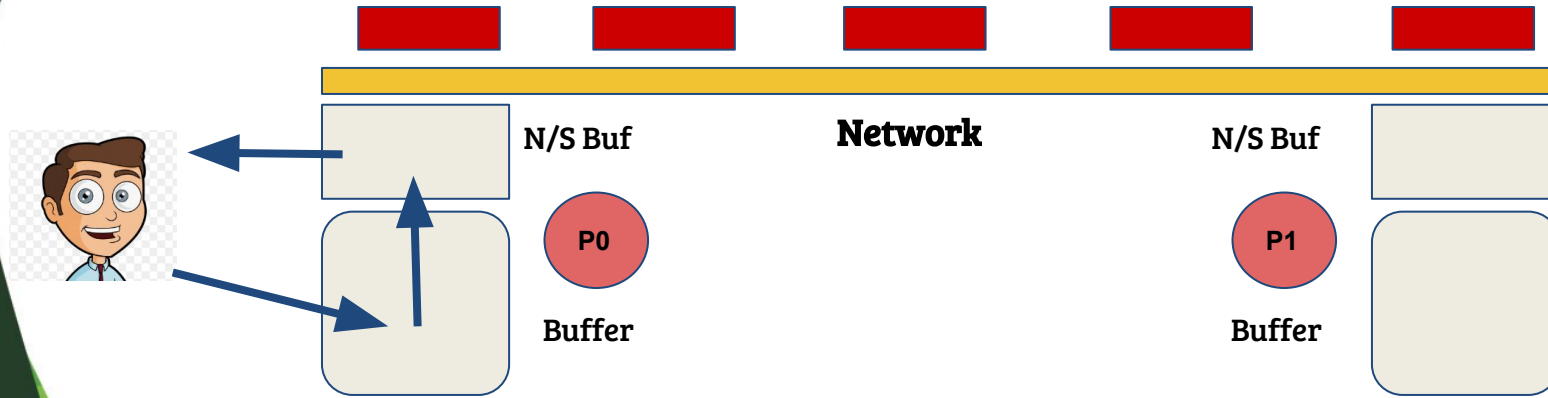 N/S Buf
Network
N/S Buf
P0
P1
Buffer
Buffer